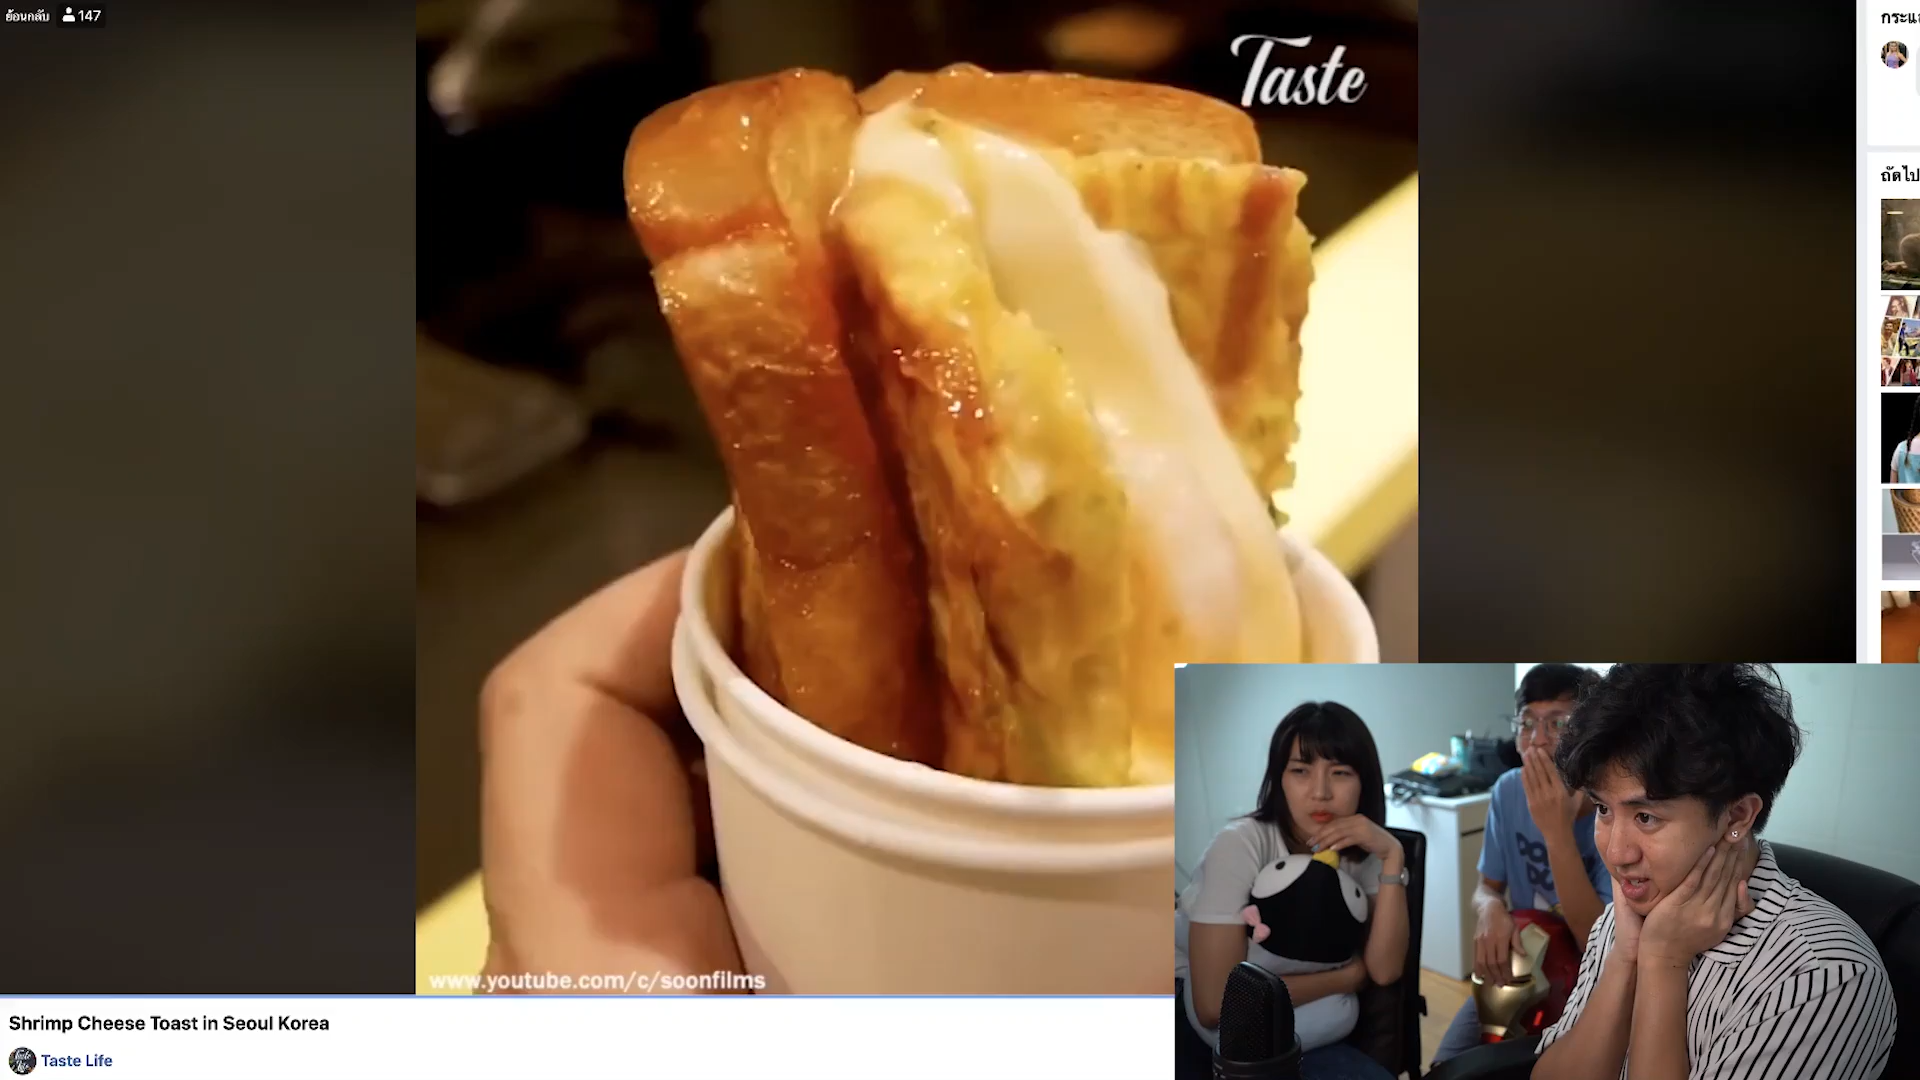 ย้อนกลับ 147
Taste
ถัดไป
www.youtube.com/c/soonfilms
Shrimp Cheese Toast in Seoul Korea
Taste Life